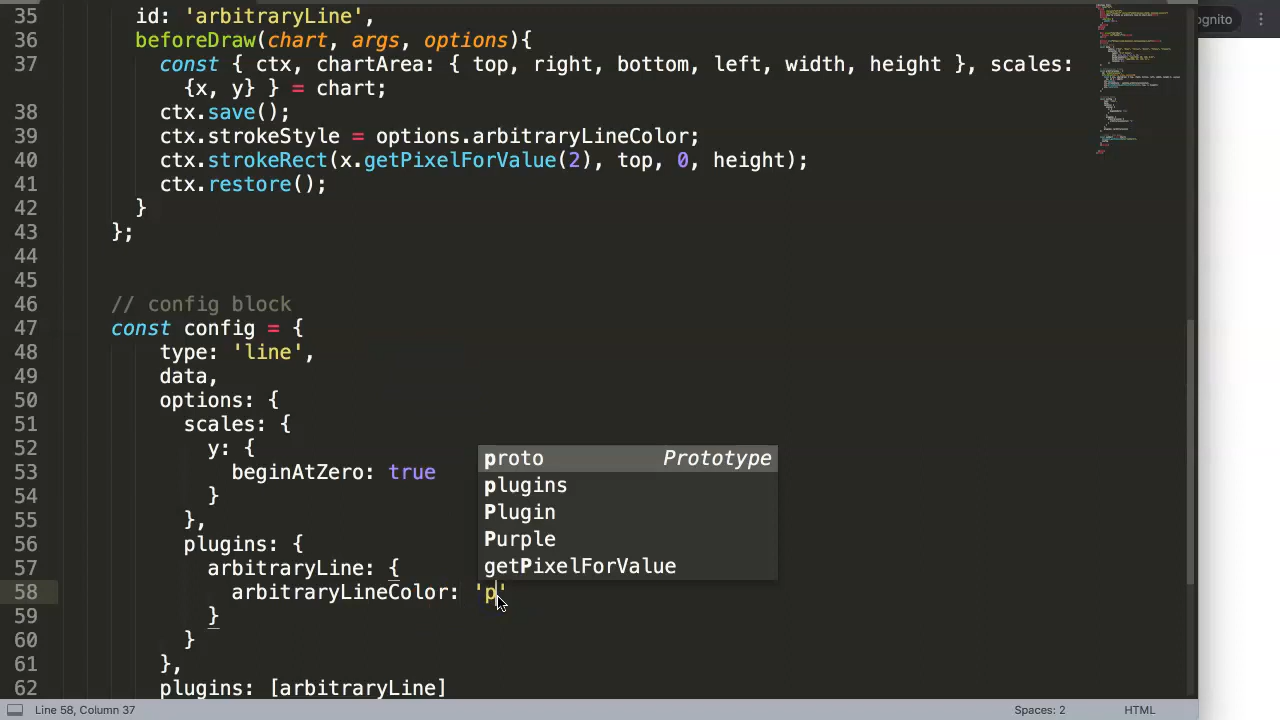 35 id: 'arbitraryLine',
ognito
36 beforeDraw(chart, args, options){
37 const { ctx, chartArea: { top, right, bottom, left, width, height }, scales:
{x, y} } = chart;
38 ctx.save();
39 ctx.strokeStyle = options.arbitraryLineColor;
40 ctx.strokeRect(x.getPixelForValue(2), top, 0, height);
41 ctx.restore();
42 }
43 };
44
45
46 // config block
47 const config = {
48 type: 'line',
49 data,
50 options: {
51 scales: {
52 y: {
53 beginAtZero: true
54 }
55 },
56 plugins: {
57 arbitraryLine: {
58 arbitraryLineColor: 'p'
59 }
60 }
61 },
62 plugins: [arbitraryLine]
proto Prototype
plugins
Plugin
Purple
getPixelForValue
Line 58, Column 37
Spaces: 2
HTML